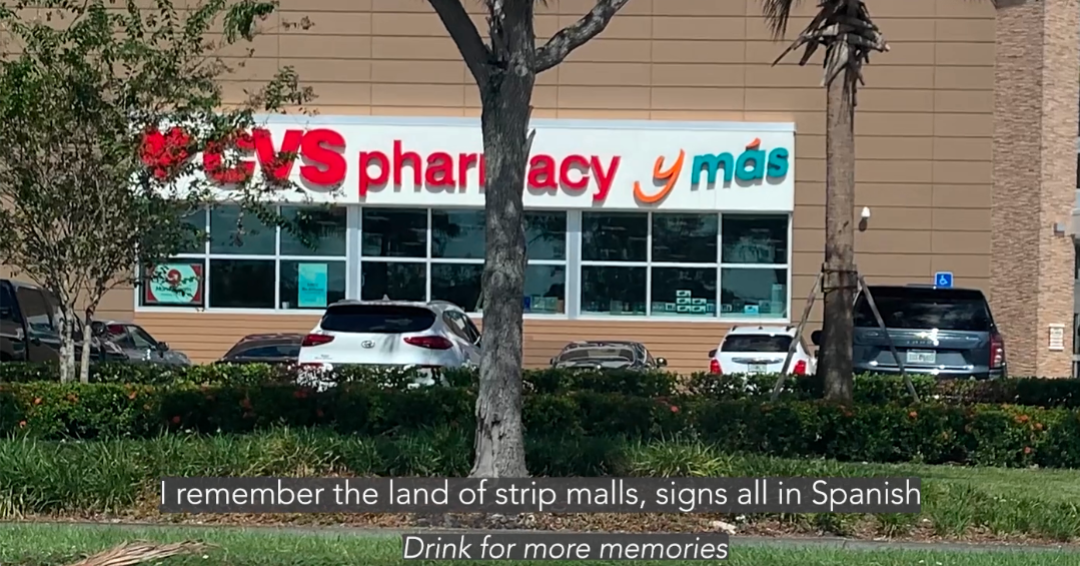 CVS pharmacy y más
I remember the land of strip malls, signs all in Spanish
Drink for more memories